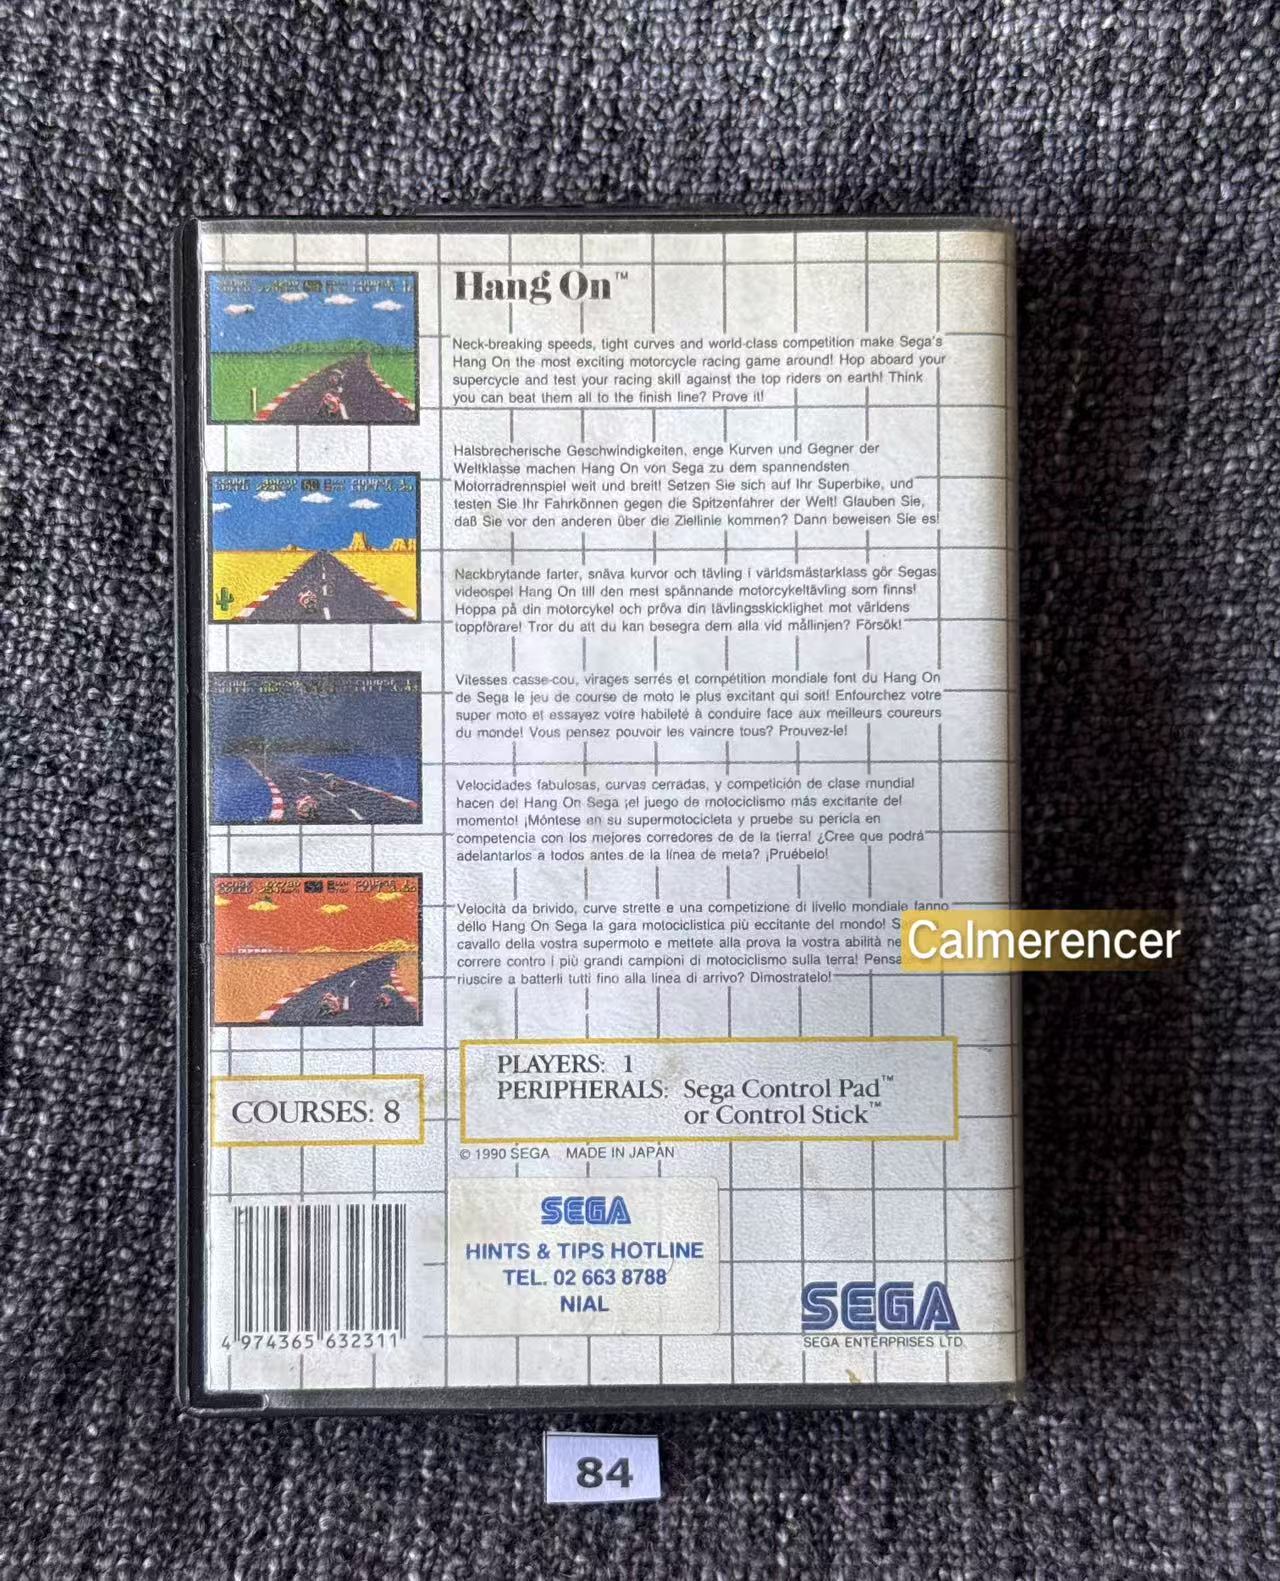 Hang On™
Neck-breaking speeds, tight curves and world-class competition make Sega's
Hang On the most exciting motorcycle racing game around! Hop aboard your
supercycle and test your racing skill against the top riders on earth! Think
you can beat them all to the finish line? Prove it!
Halsbrecherische Geschwindigkeiten, enge Kurven und Gegner der
Weltklasse machen Hang On von Sega zu dem spannendsten
Motorradrennspiel weit und breit! Setzen Sie sich auf Ihr Superbike, und
testen Sie Ihr Fahrkönnen gegen die Spitzenfahrer der Welt! Glauben Sie,
daß Sie vor den anderen über die Ziellinie kommen? Dann beweisen Sie es!
Nackbrytande farter, snäva kurvor och tävling i världsmästarklass gör Segas
videospel Hang On till den mest spännande motorcykeltävling som finns!
Hoppa på din motorcykel och pröva din tävlingsskicklighet mot världens
toppförare! Tror du att du kan besegra dem alla vid mållinjen? Försök!
Vitesses casse-cou, virages serrés et compétition mondiale font du Hang On
de Sega le jeu de course de moto le plus excitant qui soit! Enfourchez votre
super moto et essayez votre habileté à conduire face aux meilleurs coureurs
du monde! Vous pensez pouvoir les vaincre tous? Prouvez-le!
Velocidades fabulosas, curvas cerradas, y competición de clase mundial
hacen del Hang On Sega ¡el juego de motociclismo más excitante del
momento! ¡Móntese en su supermotocicleta y pruebe su pericia en
competencia con los mejores corredores de de la tierra! ¿Cree que podrá
adelantarlos a todos antes de la línea de meta? ¡Pruébelo!
Velocità da brivido, curve strette e una competizione di livello mondiale fanno
dello Hang On Sega la gara motociclistica più eccitante del mondo!
cavallo della vostra supermoto e mettete alla prova la vostra abilità
correre contro i più grandi campioni di motociclismo sulla terra!
riuscire a batterli tutti fino alla linea di arrivo? Dimostratelo!
Calmerencer
PLAYERS: 1
PERIPHERALS: Sega Control Pad™
or Control Stick™
COURSES: 8
© 1990 SEGA MADE IN JAPAN
SEGA
HINTS & TIPS HOTLINE
TEL. 02 663 8788
NIAL
4 974365 632311
SEGA
SEGA ENTERPRISES LTD.
84